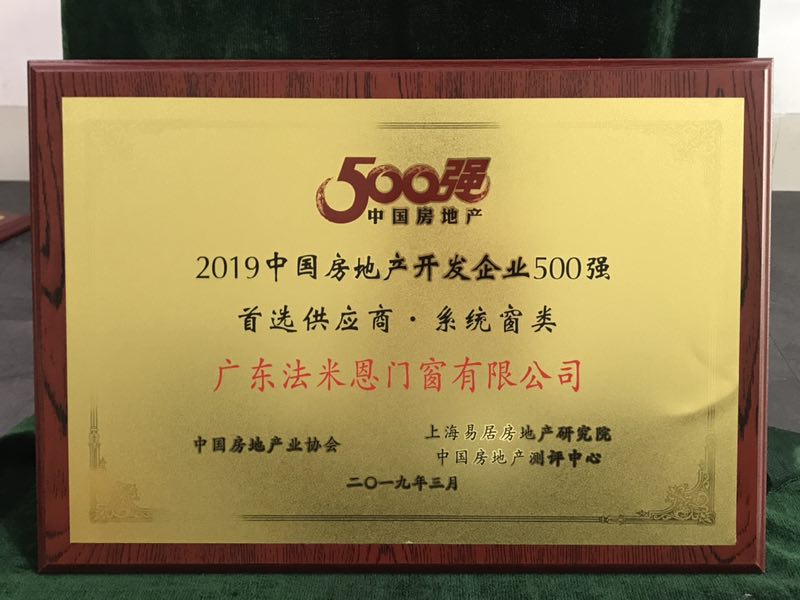 500强
中国房地产
2019中国房地产开发企业500强
首选供应商·系统窗类
广东法米恩门窗有限公司
中国房地产业协会
上海易居房地产研究院
中国房地产测评中心
二〇一九年三月